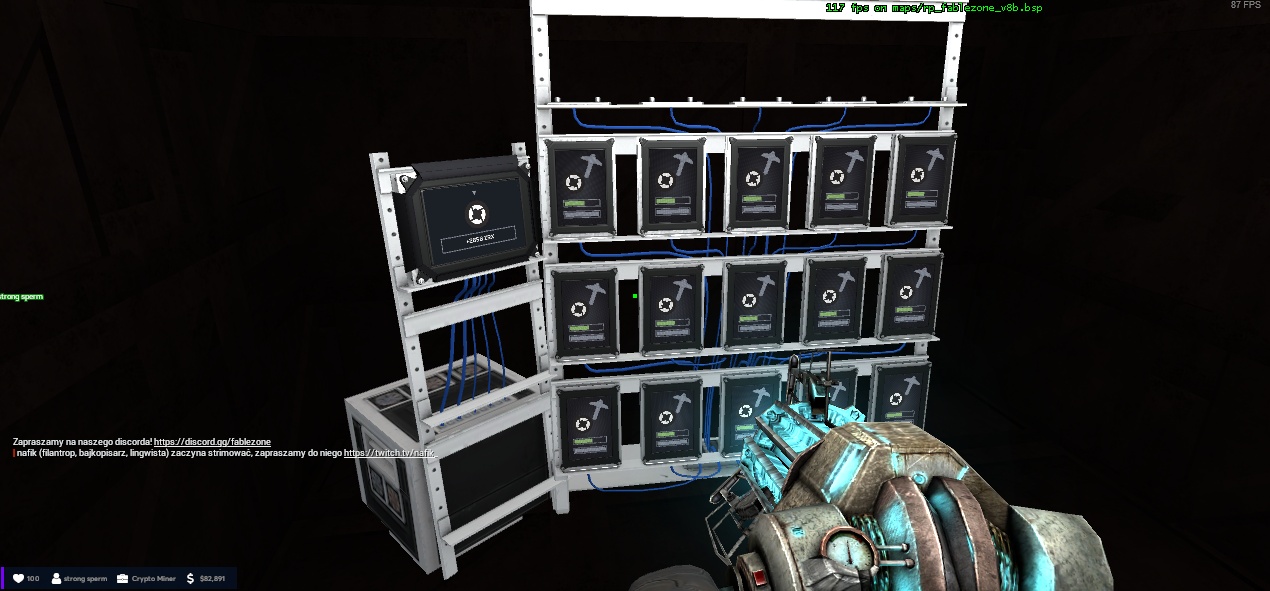 117 fps on maps/rp_fablezone_v8b.bsp
87 FPS
strong sperm
Zapraszamy na naszego discorda! https://discord.gg/fablezone
nafik (filantrop, bajkopisarz, lingwista) zaczyna strimować, zapraszamy do niego https://twitch.tv/nafik_
100
strong sperm
Crypto Miner
$82,891